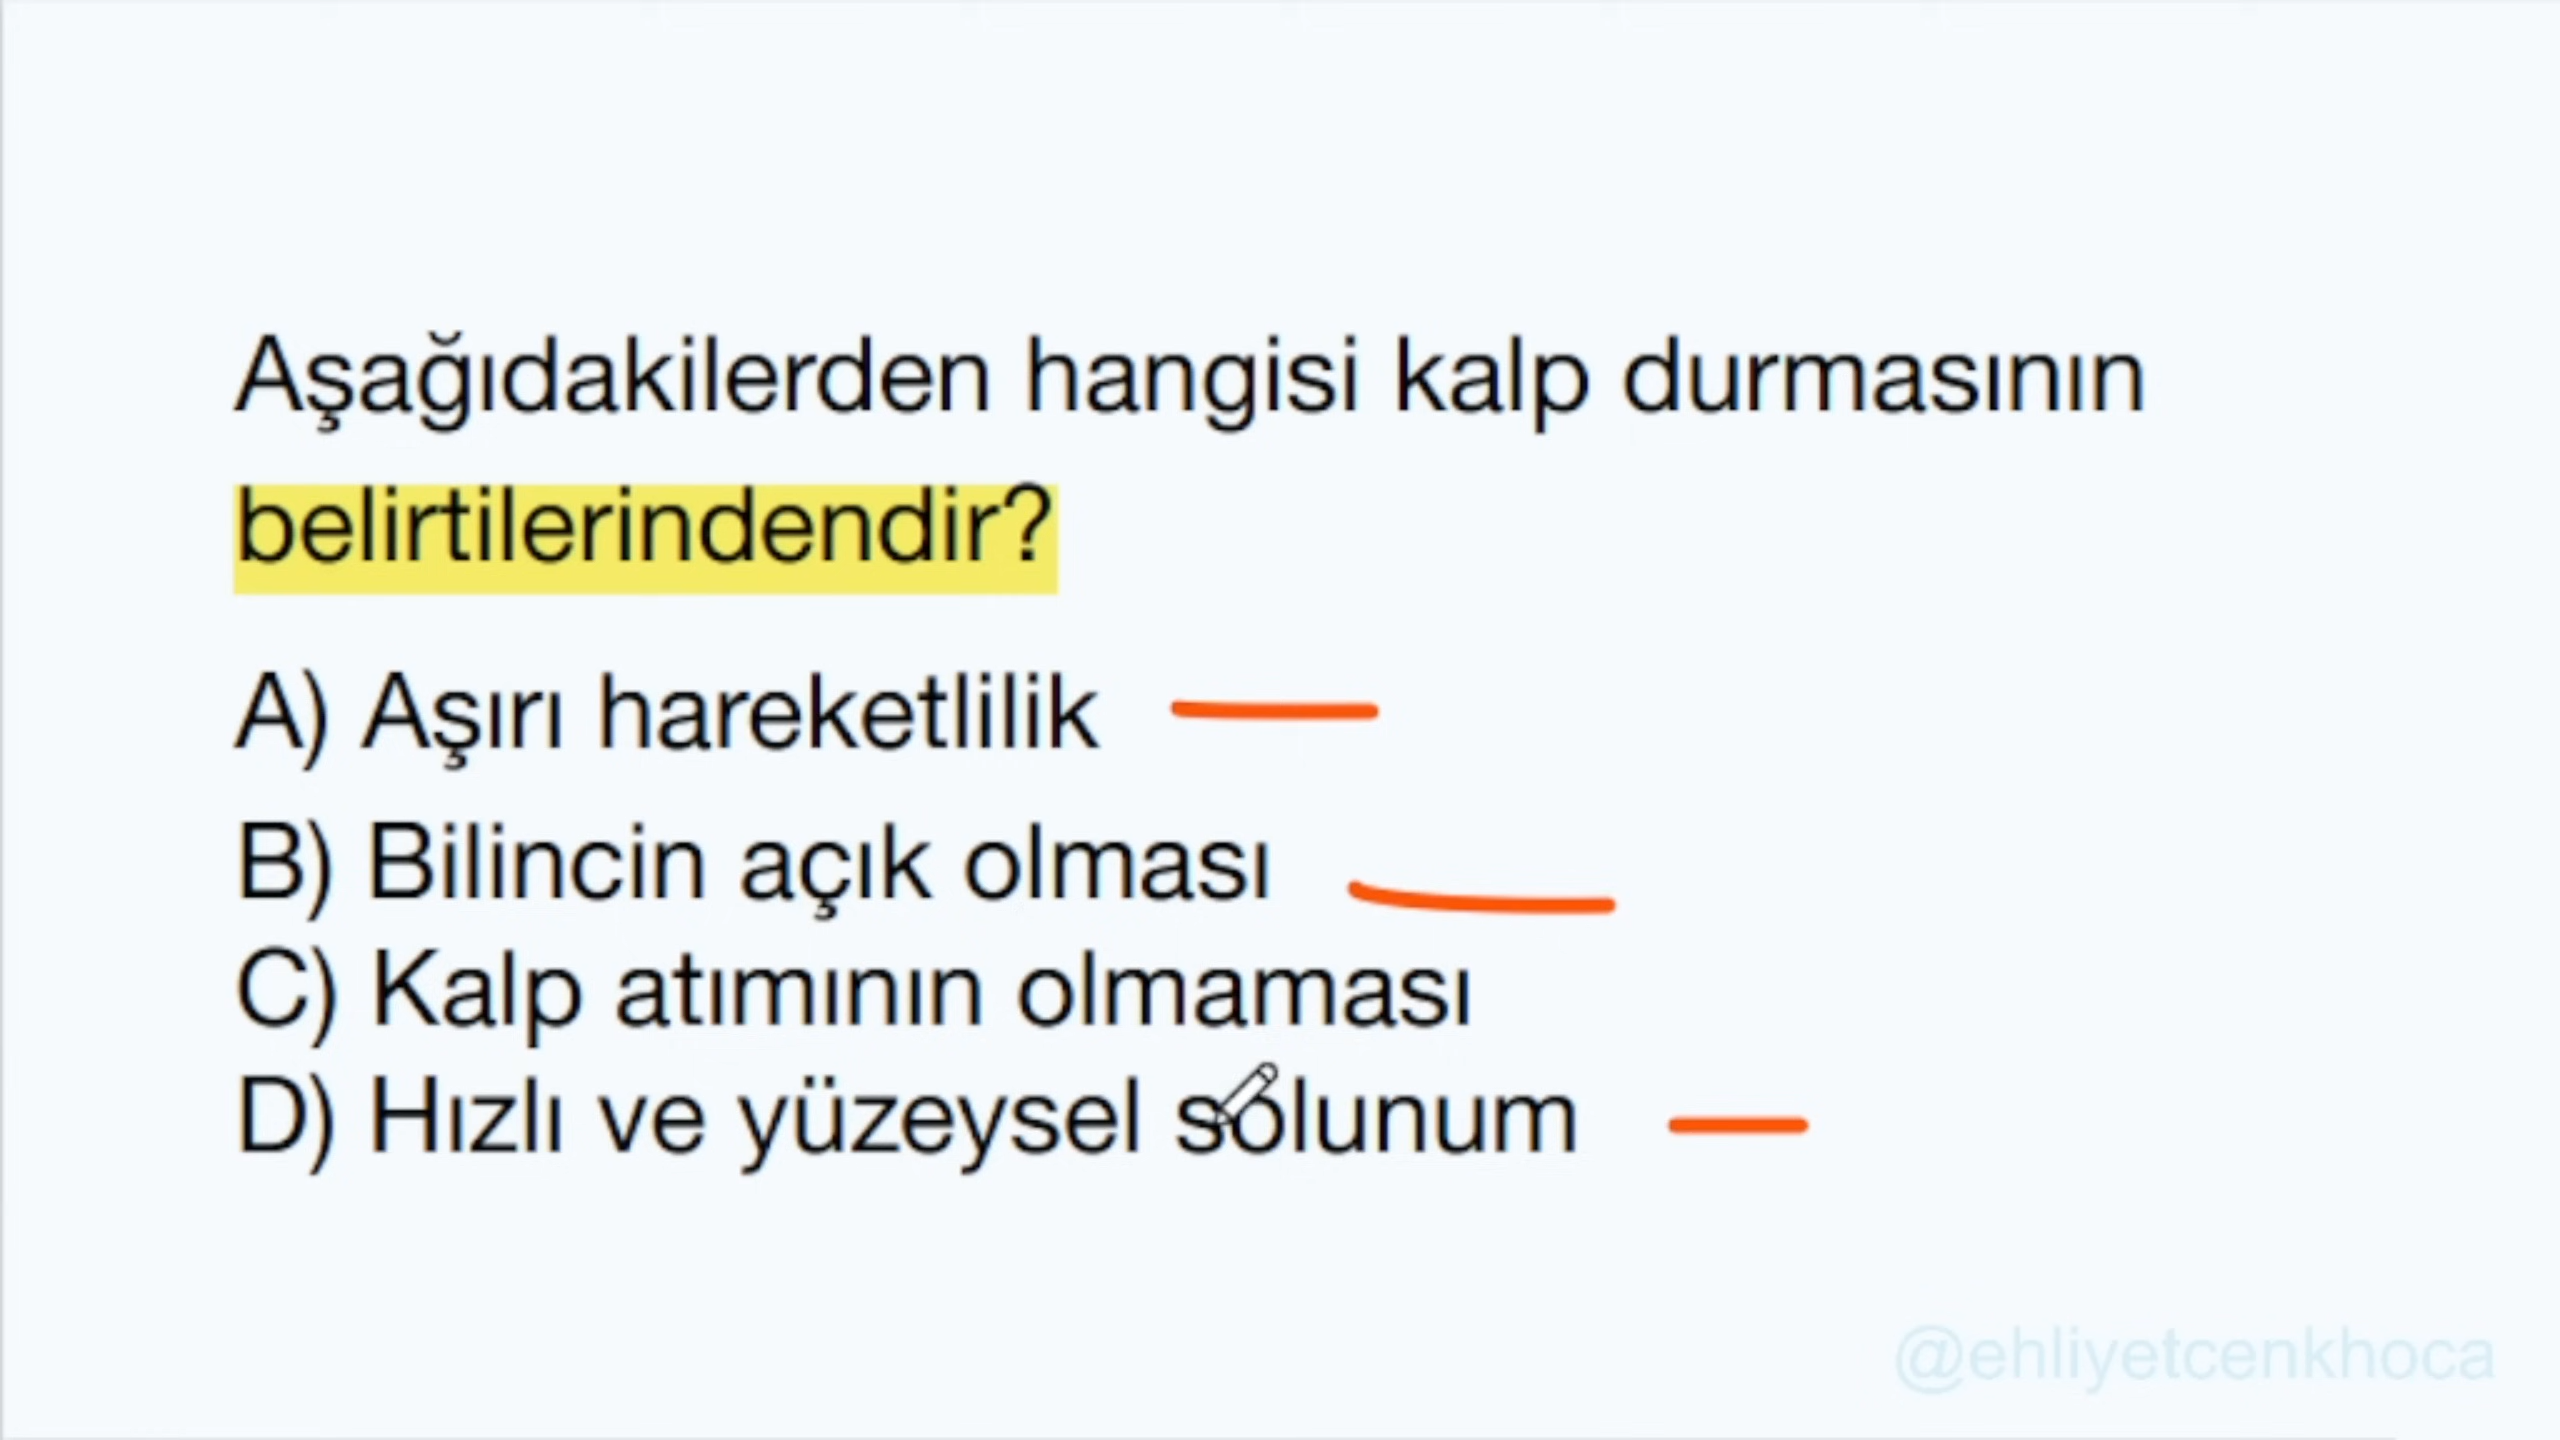 Aşağıdakilerden hangisi kalp durmasının
belirtilerindendir?
A) Aşırı hareketlilik
B) Bilincin açık olması
C) Kalp atımının olmaması
D) Hızlı ve yüzeysel solunum
@ehliyetcenkhoca